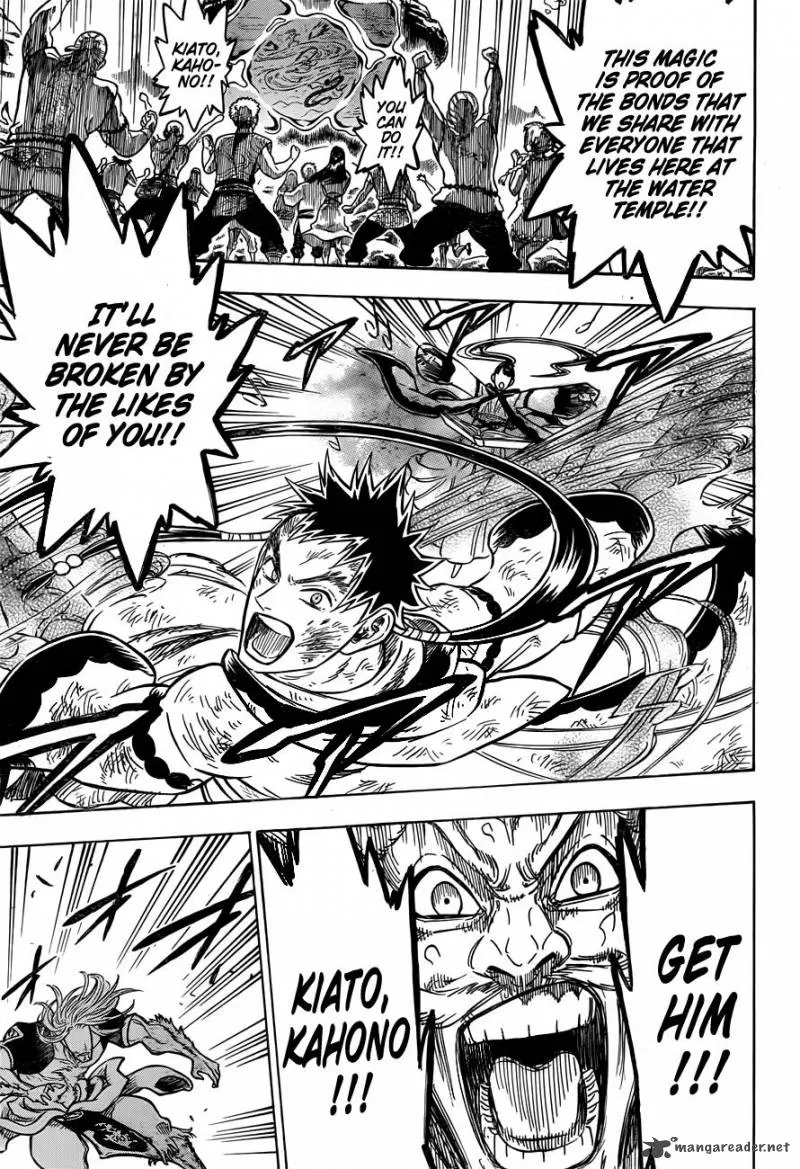 THIS MAGIC
IS PROOF OF
THE BONDS THAT
WE SHARE WITH
EVERYONE THAT
LIVES HERE AT
THE WATER
TEMPLE!!
YOU
CAN
DO
IT!!
KIATO,
KAHO-
NO!!
IT'LL
NEVER BE
BROKEN BY
THE LIKES
OF YOU!!
GET
HIM
!!!
KIATO,
KAHONO
!!!
mangareader.net